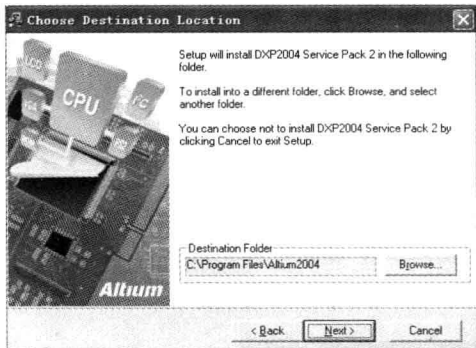 Choose Destination Location
Setup will install DXP2004 Service Pack 2 in the following
folder.
To install into a different folder, click Browse, and select
another folder.
You can choose not to install DXP2004 Service Pack 2 by
clicking Cancel to exit Setup.
CPU
Altium
Destination Folder
C:\Program Files\Altium2004
Browse...
< Back
Next >
Cancel